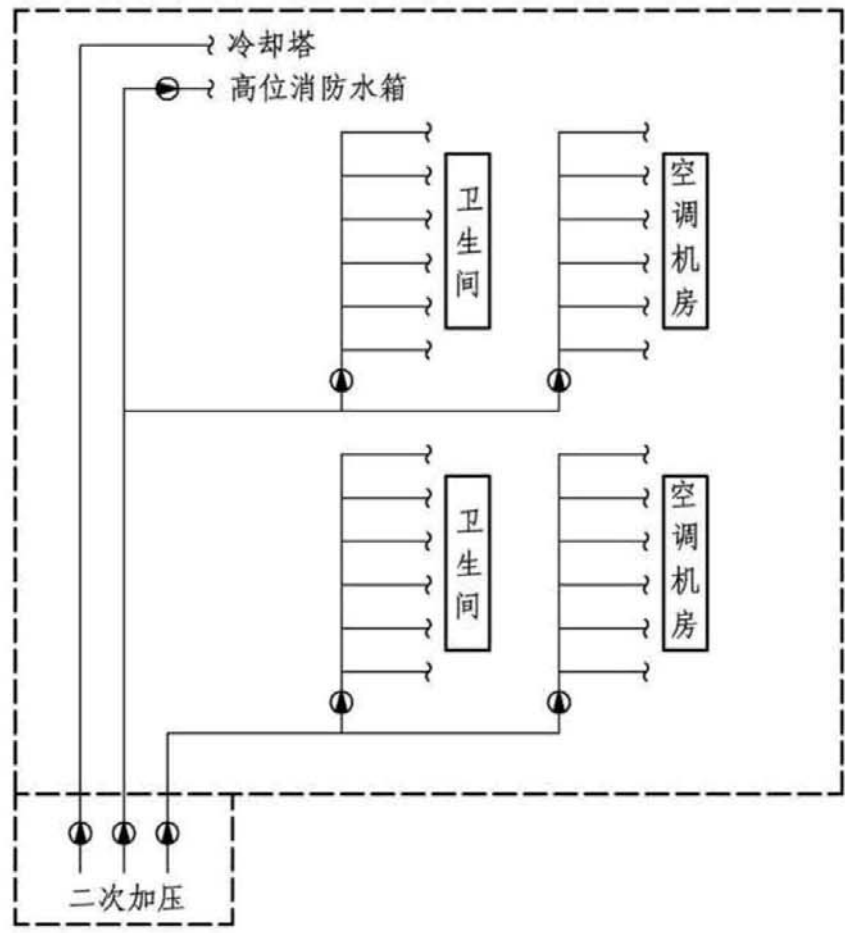 冷却塔
高位消防水箱
卫生间
空调机房
卫生间
空调机房
二次加压